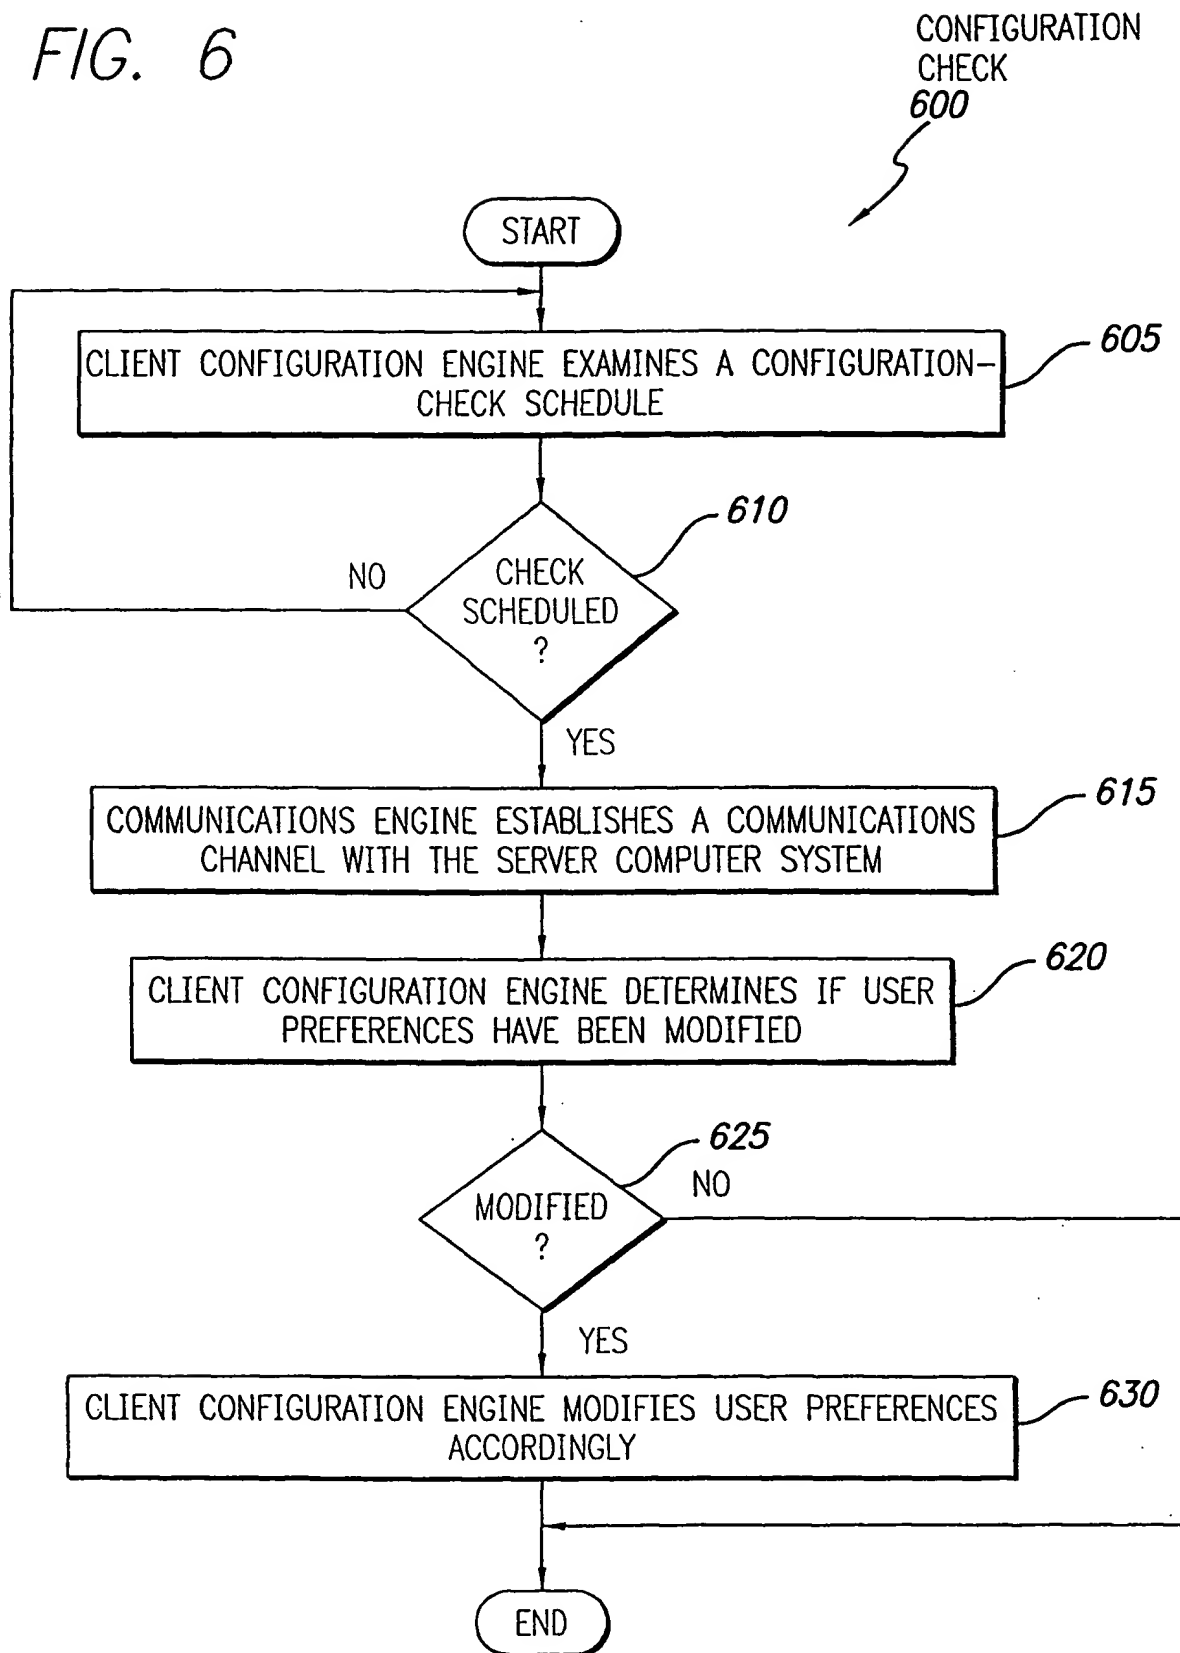 FIG. 6
CONFIGURATION
CHECK
600
START
605
CLIENT CONFIGURATION ENGINE EXAMINES A CONFIGURATION-
CHECK SCHEDULE
610
NO
CHECK
SCHEDULED
?
YES
615
COMMUNICATIONS ENGINE ESTABLISHES A COMMUNICATIONS
CHANNEL WITH THE SERVER COMPUTER SYSTEM
620
CLIENT CONFIGURATION ENGINE DETERMINES IF USER
PREFERENCES HAVE BEEN MODIFIED
625
NO
MODIFIED
?
YES
630
CLIENT CONFIGURATION ENGINE MODIFIES USER PREFERENCES
ACCORDINGLY
END